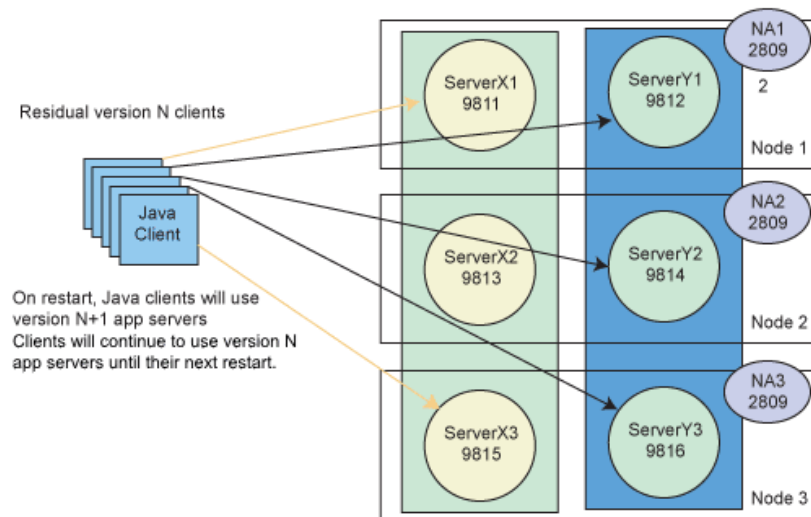 Residual version N clients
Java
Client
On restart, Java clients will use
version N+1 app servers
Clients will continue to use version N
app servers until their next restart.
ServerX1
9811
ServerY1
9812
NA1
2809
2
Node 1
ServerX2
9813
ServerY2
9814
NA2
2809
Node 2
ServerX3
9815
ServerY3
9816
NA3
2809
Node 3